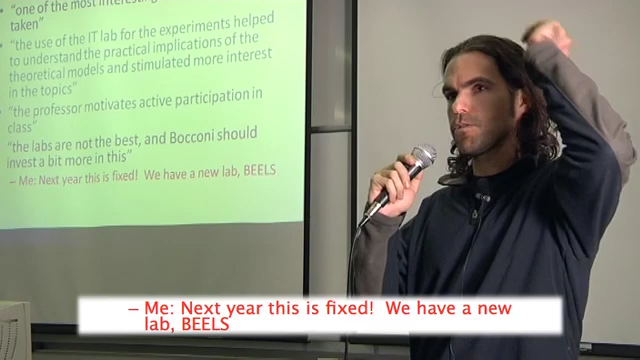 "one of the most interesting
taken"
• "the use of the IT lab for the experiments helped
to understand the practical implications of the
theoretical models and stimulated more interest
in the topics"
• "the professor motivates active participation in
class"
"the labs are not the best, and Bocconi should
invest a bit more in this"
– Me: Next year this is fixed! We have a new lab, BEELS
– Me: Next year this is fixed! We have a new
lab, BEELS